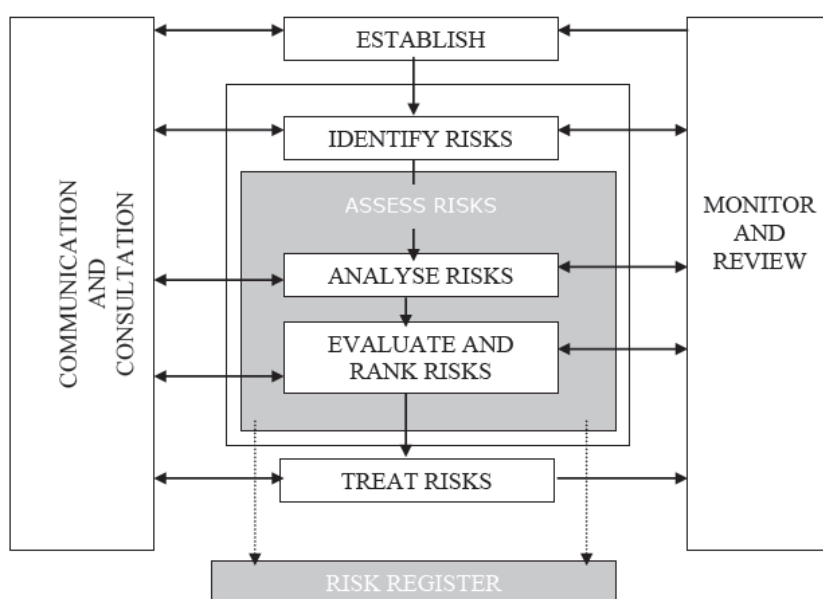 ESTABLISH
IDENTIFY RISKS
ASSESS RISKS
ANALYSE RISKS
EVALUATE AND
RANK RISKS
TREAT RISKS
RISK REGISTER
COMMUNICATION
AND
CONSULTATION
MONITOR
AND
REVIEW